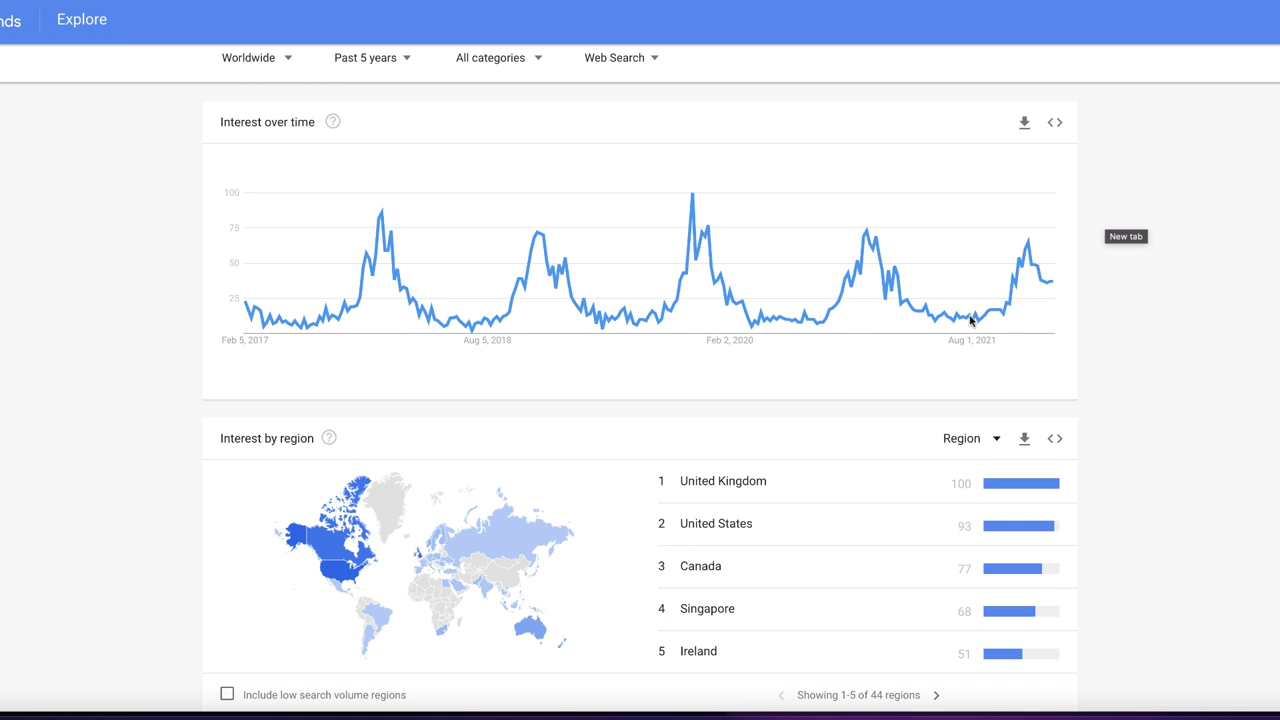 nds Explore
Worldwide Past 5 years All categories Web Search
Interest over time ?
100
75
50
25
Feb 5, 2017 Aug 5, 2018 Feb 2, 2020 Aug 1, 2021
New tab
Interest by region ? Region
1 United Kingdom 100
2 United States 93
3 Canada 77
4 Singapore 68
5 Ireland 51
Include low search volume regions Showing 1-5 of 44 regions